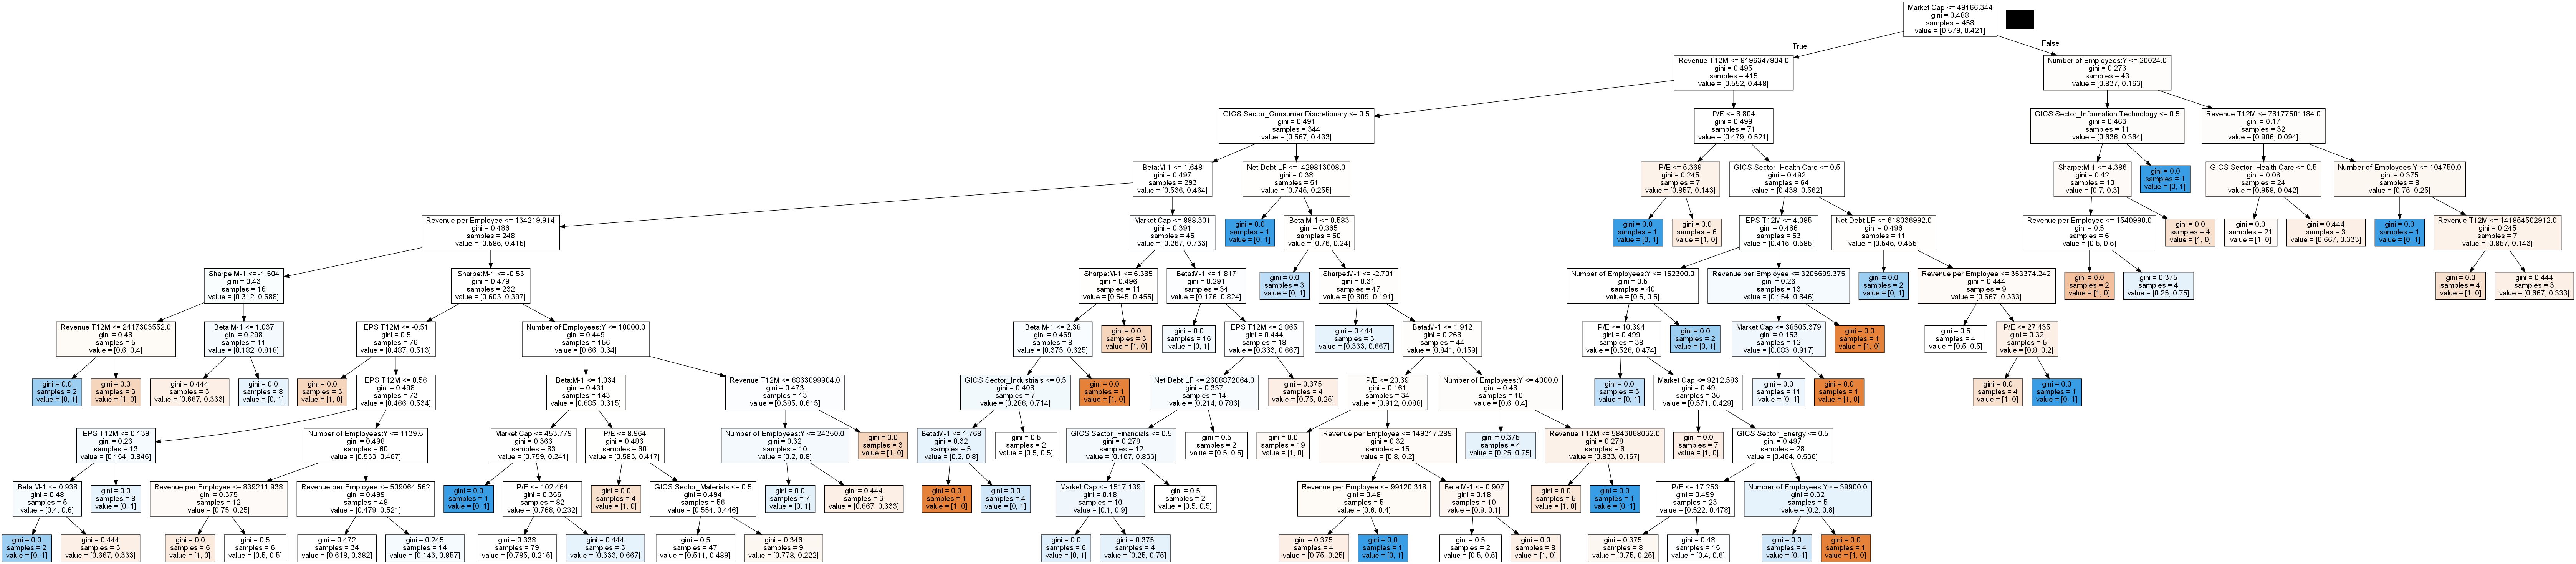 Market Cap <= 49166.344
gini = 0.488
samples = 458
value = [0.579, 0.421]
True
False
Revenue T12M <= 9196347904.0
gini = 0.495
samples = 415
value = [0.552, 0.448]
Number of Employees:Y <= 20024.0
gini = 0.273
samples = 43
value = [0.837, 0.163]
GICS Sector_Consumer Discretionary <= 0.5
gini = 0.491
samples = 344
value = [0.567, 0.433]
P/E <= 8.804
gini = 0.499
samples = 71
value = [0.479, 0.521]
GICS Sector_Information Technology <= 0.5
gini = 0.463
samples = 11
value = [0.636, 0.364]
Revenue T12M <= 78177501184.0
gini = 0.17
samples = 32
value = [0.906, 0.094]
Beta:M-1 <= 1.648
gini = 0.497
samples = 293
value = [0.536, 0.464]
Net Debt LF <= -429813008.0
gini = 0.38
samples = 51
value = [0.745, 0.255]
P/E <= 5.369
gini = 0.245
samples = 7
value = [0.857, 0.143]
GICS Sector_Health Care <= 0.5
gini = 0.492
samples = 64
value = [0.438, 0.562]
Sharpe:M-1 <= 4.386
gini = 0.42
samples = 10
value = [0.7, 0.3]
gini = 0.0
samples = 1
value = [0, 1]
GICS Sector_Health Care <= 0.5
gini = 0.08
samples = 24
value = [0.958, 0.042]
Number of Employees:Y <= 104750.0
gini = 0.375
samples = 8
value = [0.75, 0.25]
Revenue per Employee <= 134219.914
gini = 0.486
samples = 248
value = [0.585, 0.415]
Market Cap <= 888.301
gini = 0.391
samples = 45
value = [0.267, 0.733]
gini = 0.0
samples = 1
value = [0, 1]
Beta:M-1 <= 0.583
gini = 0.365
samples = 50
value = [0.76, 0.24]
gini = 0.0
samples = 1
value = [0, 1]
gini = 0.0
samples = 6
value = [1, 0]
EPS T12M <= 4.085
gini = 0.486
samples = 53
value = [0.415, 0.585]
Net Debt LF <= 618036992.0
gini = 0.496
samples = 11
value = [0.545, 0.455]
Revenue per Employee <= 1540990.0
gini = 0.5
samples = 6
value = [0.5, 0.5]
gini = 0.0
samples = 4
value = [1, 0]
gini = 0.0
samples = 21
value = [1, 0]
gini = 0.444
samples = 3
value = [0.667, 0.333]
gini = 0.0
samples = 1
value = [0, 1]
Revenue T12M <= 141854502912.0
gini = 0.245
samples = 7
value = [0.857, 0.143]
Sharpe:M-1 <= -1.504
gini = 0.43
samples = 16
value = [0.312, 0.688]
Sharpe:M-1 <= -0.53
gini = 0.479
samples = 232
value = [0.603, 0.397]
Sharpe:M-1 <= 6.385
gini = 0.496
samples = 11
value = [0.545, 0.455]
Beta:M-1 <= 1.817
gini = 0.291
samples = 34
value = [0.176, 0.824]
gini = 0.0
samples = 3
value = [0, 1]
Sharpe:M-1 <= -2.701
gini = 0.31
samples = 47
value = [0.809, 0.191]
Number of Employees:Y <= 152300.0
gini = 0.5
samples = 40
value = [0.5, 0.5]
Revenue per Employee <= 3205699.375
gini = 0.26
samples = 13
value = [0.154, 0.846]
gini = 0.0
samples = 2
value = [0, 1]
Revenue per Employee <= 353374.242
gini = 0.444
samples = 9
value = [0.667, 0.333]
gini = 0.0
samples = 2
value = [1, 0]
gini = 0.375
samples = 4
value = [0.25, 0.75]
gini = 0.0
samples = 4
value = [1, 0]
gini = 0.444
samples = 3
value = [0.667, 0.333]
Revenue T12M <= 2417303552.0
gini = 0.48
samples = 5
value = [0.6, 0.4]
Beta:M-1 <= 1.037
gini = 0.298
samples = 11
value = [0.182, 0.818]
EPS T12M <= -0.51
gini = 0.5
samples = 76
value = [0.487, 0.513]
Number of Employees:Y <= 18000.0
gini = 0.449
samples = 156
value = [0.66, 0.34]
Beta:M-1 <= 2.38
gini = 0.469
samples = 8
value = [0.375, 0.625]
gini = 0.0
samples = 3
value = [1, 0]
gini = 0.0
samples = 16
value = [0, 1]
EPS T12M <= 2.865
gini = 0.444
samples = 18
value = [0.333, 0.667]
gini = 0.444
samples = 3
value = [0.333, 0.667]
Beta:M-1 <= 1.912
gini = 0.268
samples = 44
value = [0.841, 0.159]
P/E <= 10.394
gini = 0.499
samples = 38
value = [0.526, 0.474]
gini = 0.0
samples = 2
value = [0, 1]
Market Cap <= 38505.379
gini = 0.153
samples = 12
value = [0.083, 0.917]
gini = 0.0
samples = 1
value = [1, 0]
gini = 0.5
samples = 4
value = [0.5, 0.5]
P/E <= 27.435
gini = 0.32
samples = 5
value = [0.8, 0.2]
gini = 0.0
samples = 2
value = [0, 1]
gini = 0.0
samples = 3
value = [1, 0]
gini = 0.444
samples = 3
value = [0.667, 0.333]
gini = 0.0
samples = 8
value = [0, 1]
gini = 0.0
samples = 3
value = [1, 0]
EPS T12M <= 0.56
gini = 0.498
samples = 73
value = [0.466, 0.534]
Beta:M-1 <= 1.034
gini = 0.431
samples = 143
value = [0.685, 0.315]
Revenue T12M <= 6863099904.0
gini = 0.473
samples = 13
value = [0.385, 0.615]
GICS Sector_Industrials <= 0.5
gini = 0.408
samples = 7
value = [0.286, 0.714]
gini = 0.0
samples = 1
value = [1, 0]
Net Debt LF <= 2608872064.0
gini = 0.337
samples = 14
value = [0.214, 0.786]
gini = 0.375
samples = 4
value = [0.75, 0.25]
P/E <= 20.39
gini = 0.161
samples = 34
value = [0.912, 0.088]
Number of Employees:Y <= 4000.0
gini = 0.48
samples = 10
value = [0.6, 0.4]
gini = 0.0
samples = 3
value = [0, 1]
Market Cap <= 9212.583
gini = 0.49
samples = 35
value = [0.571, 0.429]
gini = 0.0
samples = 11
value = [0, 1]
gini = 0.0
samples = 1
value = [1, 0]
gini = 0.0
samples = 4
value = [1, 0]
gini = 0.0
samples = 1
value = [0, 1]
EPS T12M <= 0.139
gini = 0.26
samples = 13
value = [0.154, 0.846]
Number of Employees:Y <= 1139.5
gini = 0.498
samples = 60
value = [0.533, 0.467]
Market Cap <= 453.779
gini = 0.366
samples = 83
value = [0.759, 0.241]
P/E <= 8.964
gini = 0.486
samples = 60
value = [0.583, 0.417]
Number of Employees:Y <= 24350.0
gini = 0.32
samples = 10
value = [0.2, 0.8]
gini = 0.0
samples = 3
value = [1, 0]
Beta:M-1 <= 1.768
gini = 0.32
samples = 5
value = [0.2, 0.8]
gini = 0.5
samples = 2
value = [0.5, 0.5]
GICS Sector_Financials <= 0.5
gini = 0.278
samples = 12
value = [0.167, 0.833]
gini = 0.5
samples = 2
value = [0.5, 0.5]
gini = 0.0
samples = 19
value = [1, 0]
Revenue per Employee <= 149317.289
gini = 0.32
samples = 15
value = [0.8, 0.2]
gini = 0.375
samples = 4
value = [0.25, 0.75]
Revenue T12M <= 5843068032.0
gini = 0.278
samples = 6
value = [0.833, 0.167]
gini = 0.0
samples = 7
value = [1, 0]
GICS Sector_Energy <= 0.5
gini = 0.497
samples = 28
value = [0.464, 0.536]
Beta:M-1 <= 0.938
gini = 0.48
samples = 5
value = [0.4, 0.6]
gini = 0.0
samples = 8
value = [0, 1]
Revenue per Employee <= 839211.938
gini = 0.375
samples = 12
value = [0.75, 0.25]
Revenue per Employee <= 509064.562
gini = 0.499
samples = 48
value = [0.479, 0.521]
gini = 0.0
samples = 1
value = [0, 1]
P/E <= 102.464
gini = 0.356
samples = 82
value = [0.768, 0.232]
gini = 0.0
samples = 4
value = [1, 0]
GICS Sector_Materials <= 0.5
gini = 0.494
samples = 56
value = [0.554, 0.446]
gini = 0.0
samples = 7
value = [0, 1]
gini = 0.444
samples = 3
value = [0.667, 0.333]
gini = 0.0
samples = 1
value = [1, 0]
gini = 0.0
samples = 4
value = [0, 1]
Market Cap <= 1517.139
gini = 0.18
samples = 10
value = [0.1, 0.9]
gini = 0.5
samples = 2
value = [0.5, 0.5]
Revenue per Employee <= 99120.318
gini = 0.48
samples = 5
value = [0.6, 0.4]
Beta:M-1 <= 0.907
gini = 0.18
samples = 10
value = [0.9, 0.1]
gini = 0.0
samples = 5
value = [1, 0]
gini = 0.0
samples = 1
value = [0, 1]
P/E <= 17.253
gini = 0.499
samples = 23
value = [0.522, 0.478]
Number of Employees:Y <= 39900.0
gini = 0.32
samples = 5
value = [0.2, 0.8]
gini = 0.0
samples = 2
value = [0, 1]
gini = 0.444
samples = 3
value = [0.667, 0.333]
gini = 0.0
samples = 6
value = [1, 0]
gini = 0.5
samples = 6
value = [0.5, 0.5]
gini = 0.472
samples = 34
value = [0.618, 0.382]
gini = 0.245
samples = 14
value = [0.143, 0.857]
gini = 0.338
samples = 79
value = [0.785, 0.215]
gini = 0.444
samples = 3
value = [0.333, 0.667]
gini = 0.5
samples = 47
value = [0.511, 0.489]
gini = 0.346
samples = 9
value = [0.778, 0.222]
gini = 0.0
samples = 6
value = [0, 1]
gini = 0.375
samples = 4
value = [0.25, 0.75]
gini = 0.375
samples = 4
value = [0.75, 0.25]
gini = 0.0
samples = 1
value = [0, 1]
gini = 0.5
samples = 2
value = [0.5, 0.5]
gini = 0.0
samples = 8
value = [1, 0]
gini = 0.375
samples = 8
value = [0.75, 0.25]
gini = 0.48
samples = 15
value = [0.4, 0.6]
gini = 0.0
samples = 4
value = [0, 1]
gini = 0.0
samples = 1
value = [1, 0]